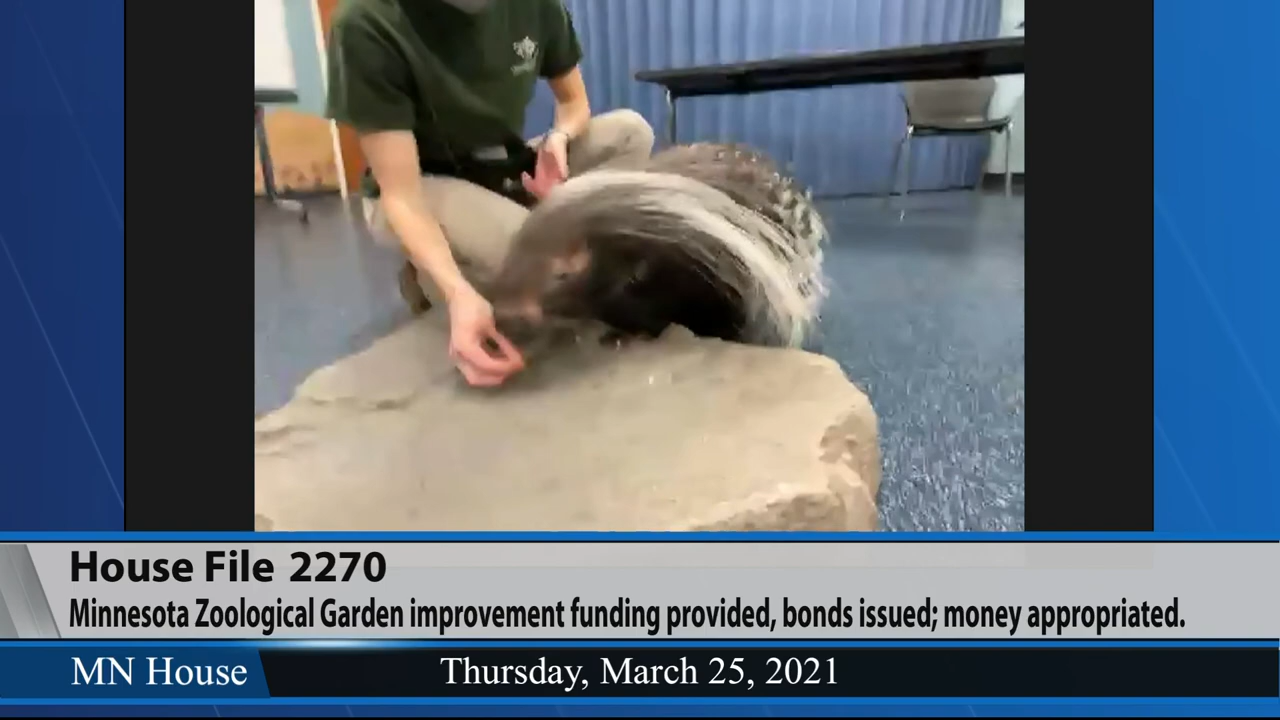 House File 2270
Minnesota Zoological Garden improvement funding provided, bonds issued; money appropriated.
MN House
Thursday, March 25, 2021